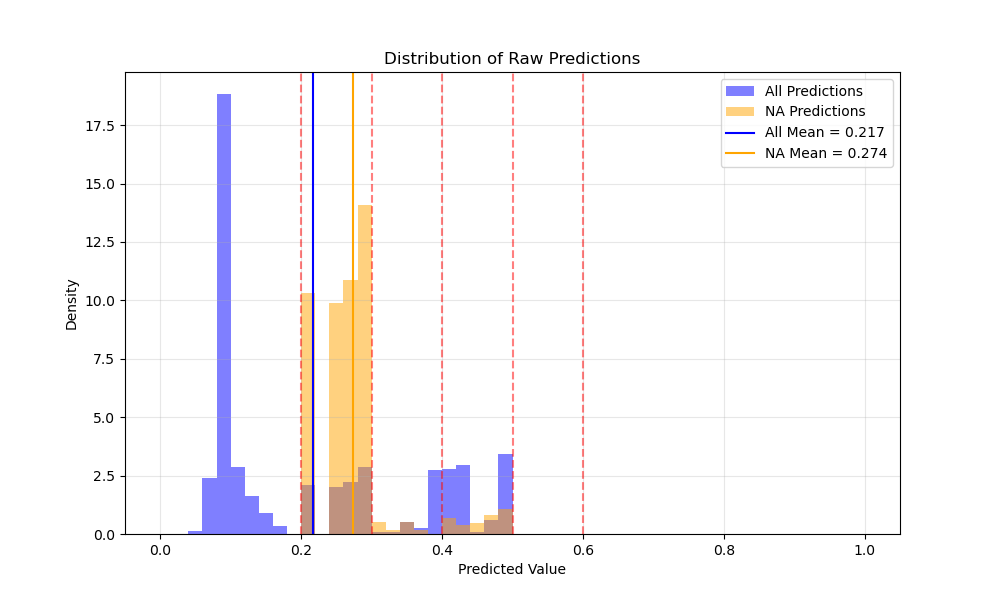 Distribution of Raw Predictions
All Predictions
NA Predictions
All Mean = 0.217
NA Mean = 0.274
17.5
15.0
12.5
10.0
7.5
5.0
2.5
0.0
Density
0.0 0.2 0.4 0.6 0.8 1.0
Predicted Value